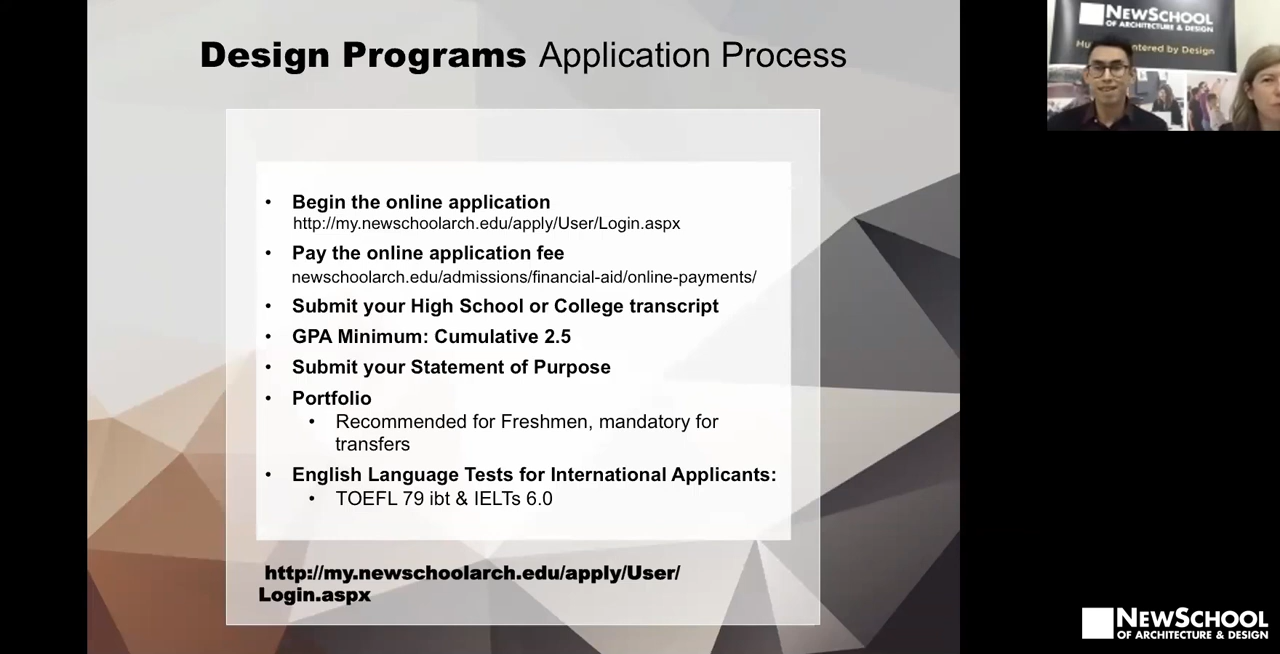 Design Programs Application Process
• Begin the online application
http://my.newschoolarch.edu/apply/User/Login.aspx
• Pay the online application fee
newschoolarch.edu/admissions/financial-aid/online-payments/
• Submit your High School or College transcript
• GPA Minimum: Cumulative 2.5
• Submit your Statement of Purpose
• Portfolio
• Recommended for Freshmen, mandatory for
transfers
• English Language Tests for International Applicants:
• TOEFL 79 ibt & IELTs 6.0
http://my.newschoolarch.edu/apply/User/
Login.aspx
NEWSCHOOL
OF ARCHITECTURE & DESIGN
by Design
NEWSCHOOL
OF ARCHITECTURE & DESIGN